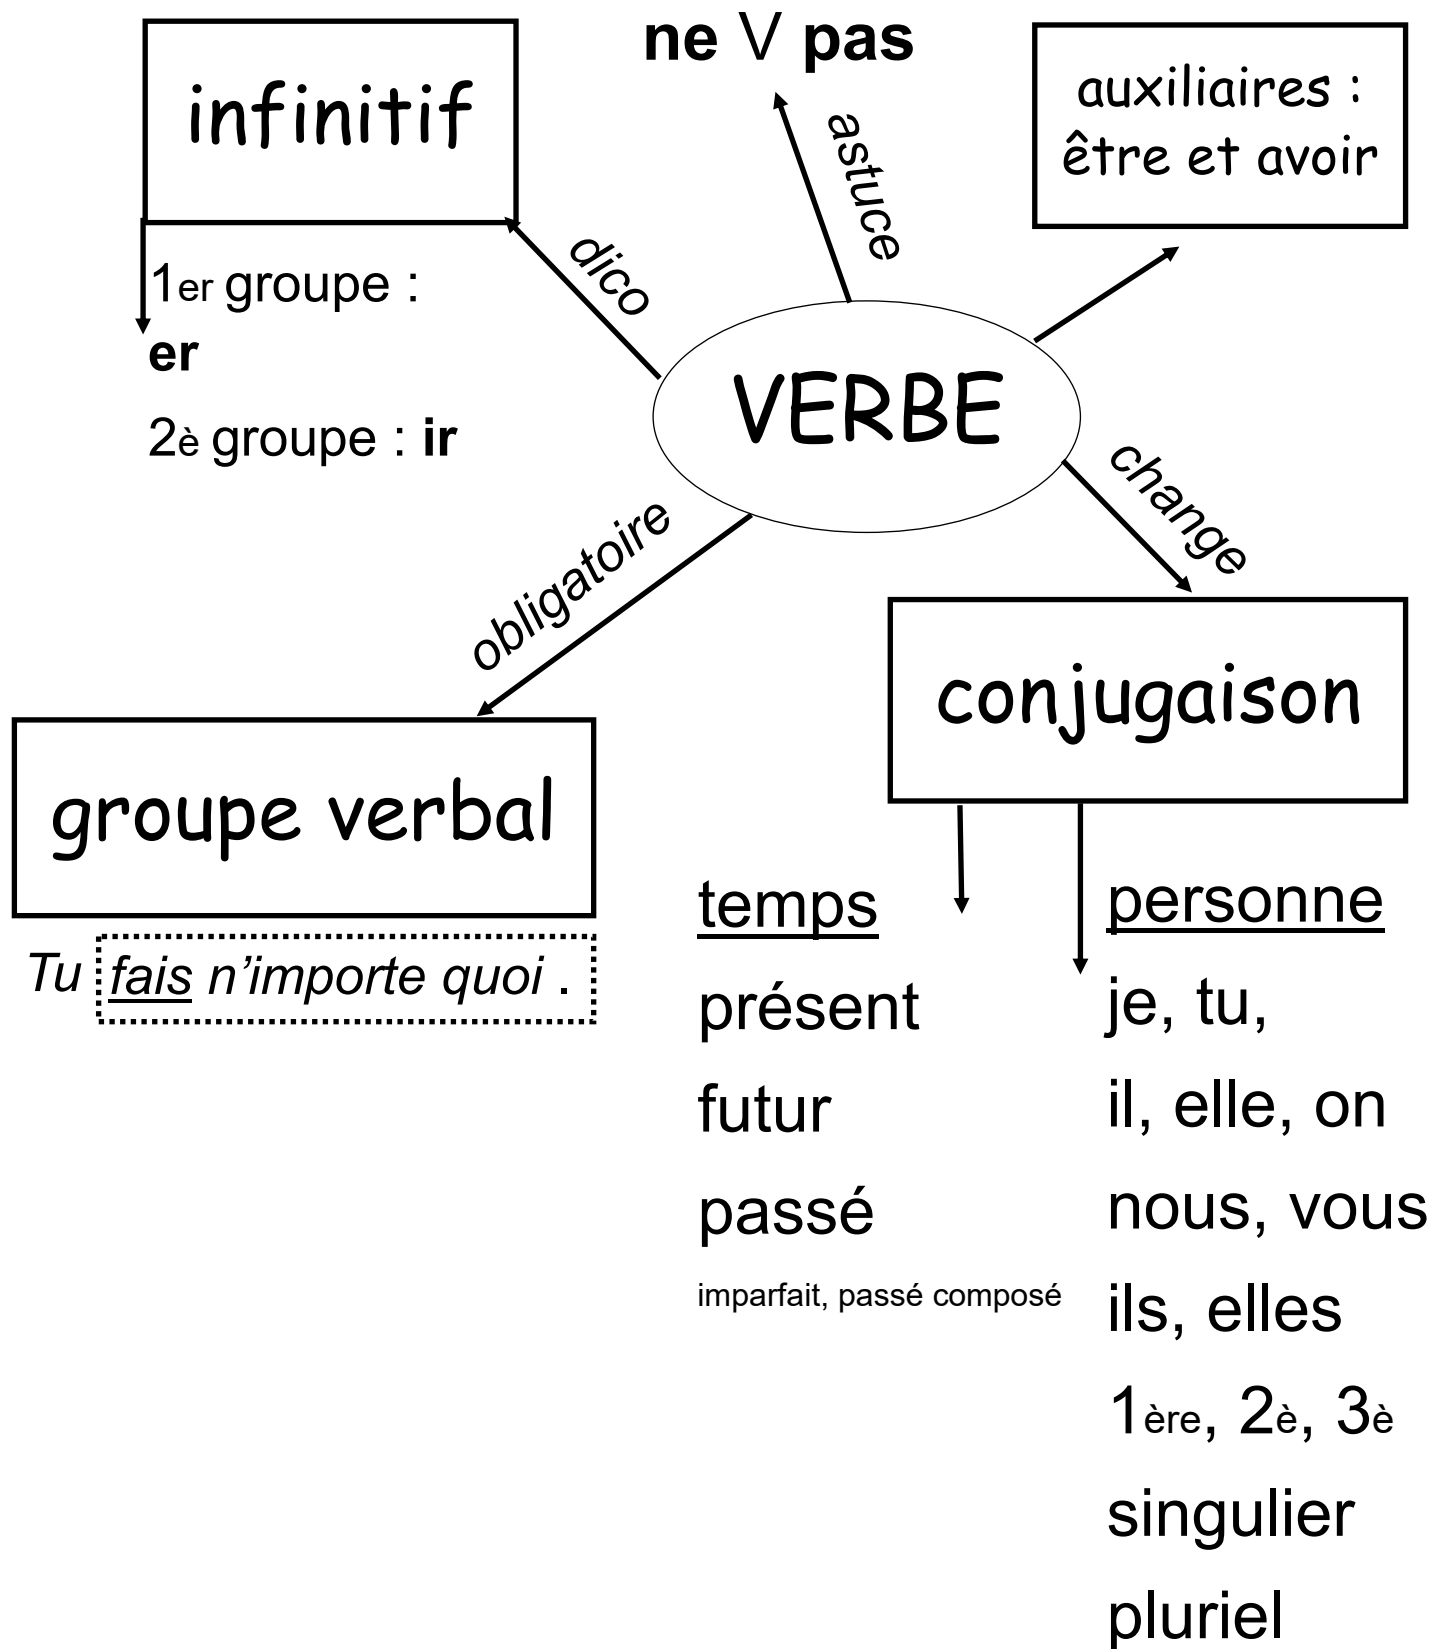 ne V pas
infinitif
auxiliaires :
être et avoir
astuce
dico
1er groupe :
er
2è groupe : ir
VERBE
change
obligatoire
conjugaison
groupe verbal
Tu fais n’importe quoi .
temps
présent
futur
passé
imparfait, passé composé
personne
je, tu,
il, elle, on
nous, vous
ils, elles
1ère, 2è, 3è
singulier
pluriel